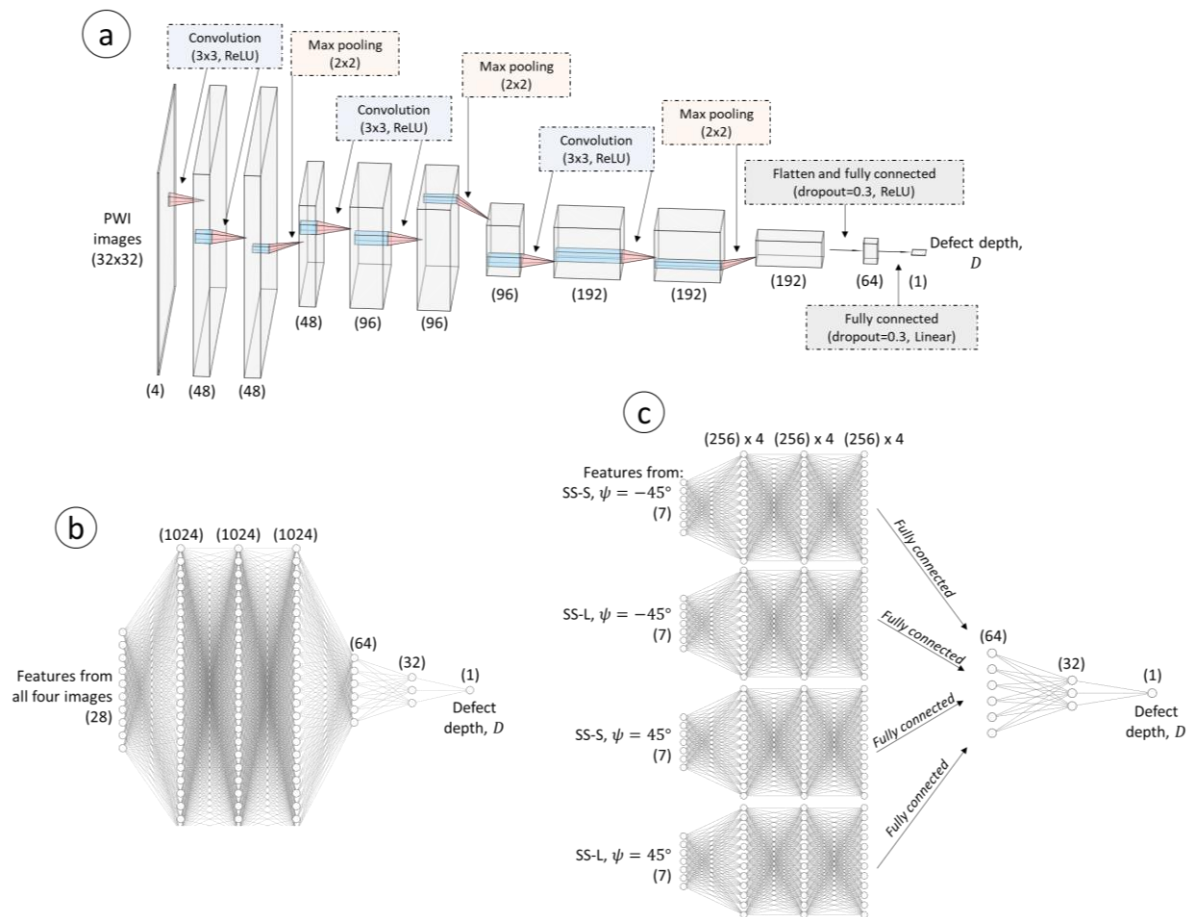 a
Convolution
(3x3, ReLU)
Max pooling
(2x2)
Max pooling
(2x2)
Convolution
(3x3, ReLU)
Convolution
(3x3, ReLU)
Max pooling
(2x2)
Flatten and fully connected
(dropout=0.3, ReLU)
PWI
images
(32x32)
Defect depth,
D
(4)
(48)
(48)
(48)
(96)
(96)
(96)
(192)
(192)
(192)
(64)
(1)
Fully connected
(dropout=0.3, Linear)
b
(1024) (1024) (1024)
(64)
(32)
(1)
Features from
all four images
(28)
Defect
depth, D
c
(256) x 4 (256) x 4 (256) x 4
Features from:
SS-S, ψ = −45°
(7)
SS-L, ψ = −45°
(7)
SS-S, ψ = 45°
(7)
SS-L, ψ = 45°
(7)
Fully connected
Fully connected
Fully connected
Fully connected
(64)
(32)
(1)
Defect
depth, D